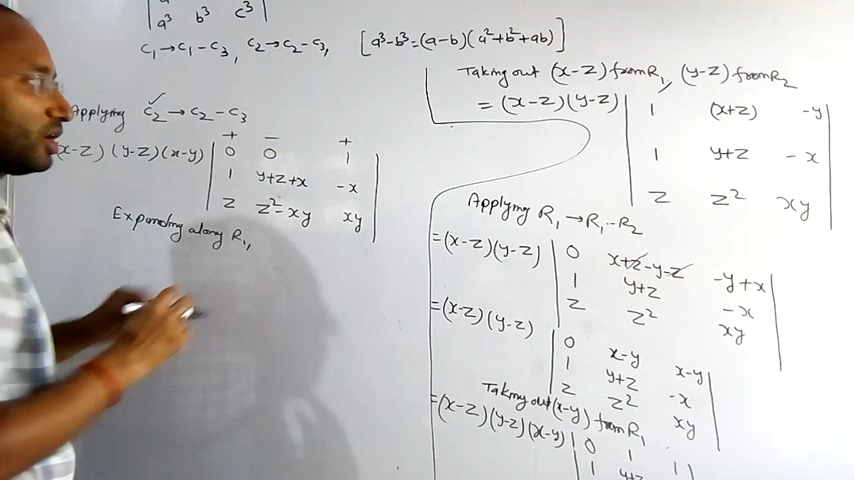 a³ b³ c³
C₁→C₁-C₃, C₂→C₂-C₃, [a³-b³=(a-b)(a²+b²+ab)]
Applying C₂→C₂-C₃
+ - +
(x-z)(y-z)(x-y) | 0 0 1 |
| 1 y+z+x -x |
| z z²-xy xy |
Expanding along R₁,
Taking out (x-z) from R₁, (y-z) from R₂
= (x-z)(y-z) | 1 (x+z) -y |
| 1 y+z -x |
| z z² xy |
Applying R₁→R₁-R₂
=(x-z)(y-z) | 0 x+z-y-z -y+x |
| 1 y+z -x |
| z z² xy |
=(x-z)(y-z) | 0 x-y x-y |
| 1 y+z -x |
| z z² xy |
Taking out (x-y) from R₁
=(x-z)(y-z)(x-y) | 0 1 1 |
| 1 y+z